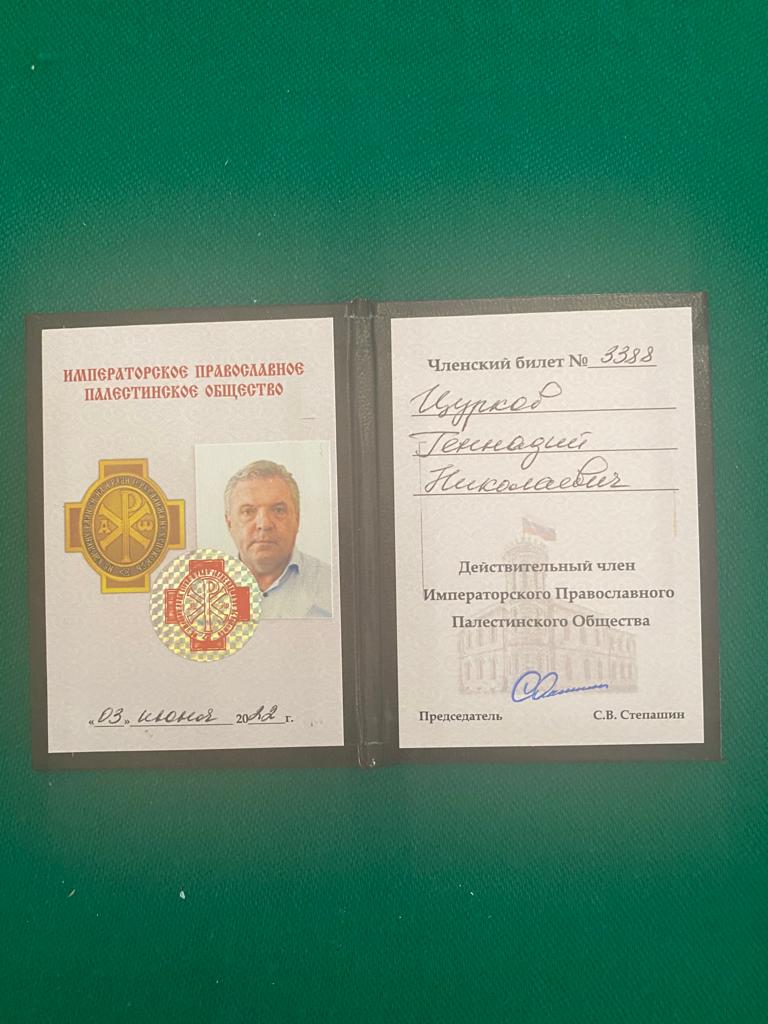 ИМПЕРАТОРСКОЕ ПРАВОСЛАВНОЕ
ПАЛЕСТИНСКОЕ ОБЩЕСТВО
А Ѡ
«03» июня 2022 г.
Членский билет № 3388
Цурков
Геннадий
Николаевич
Действительный член
Императорского Православного
Палестинского Общества
Председатель С.В. Степашин